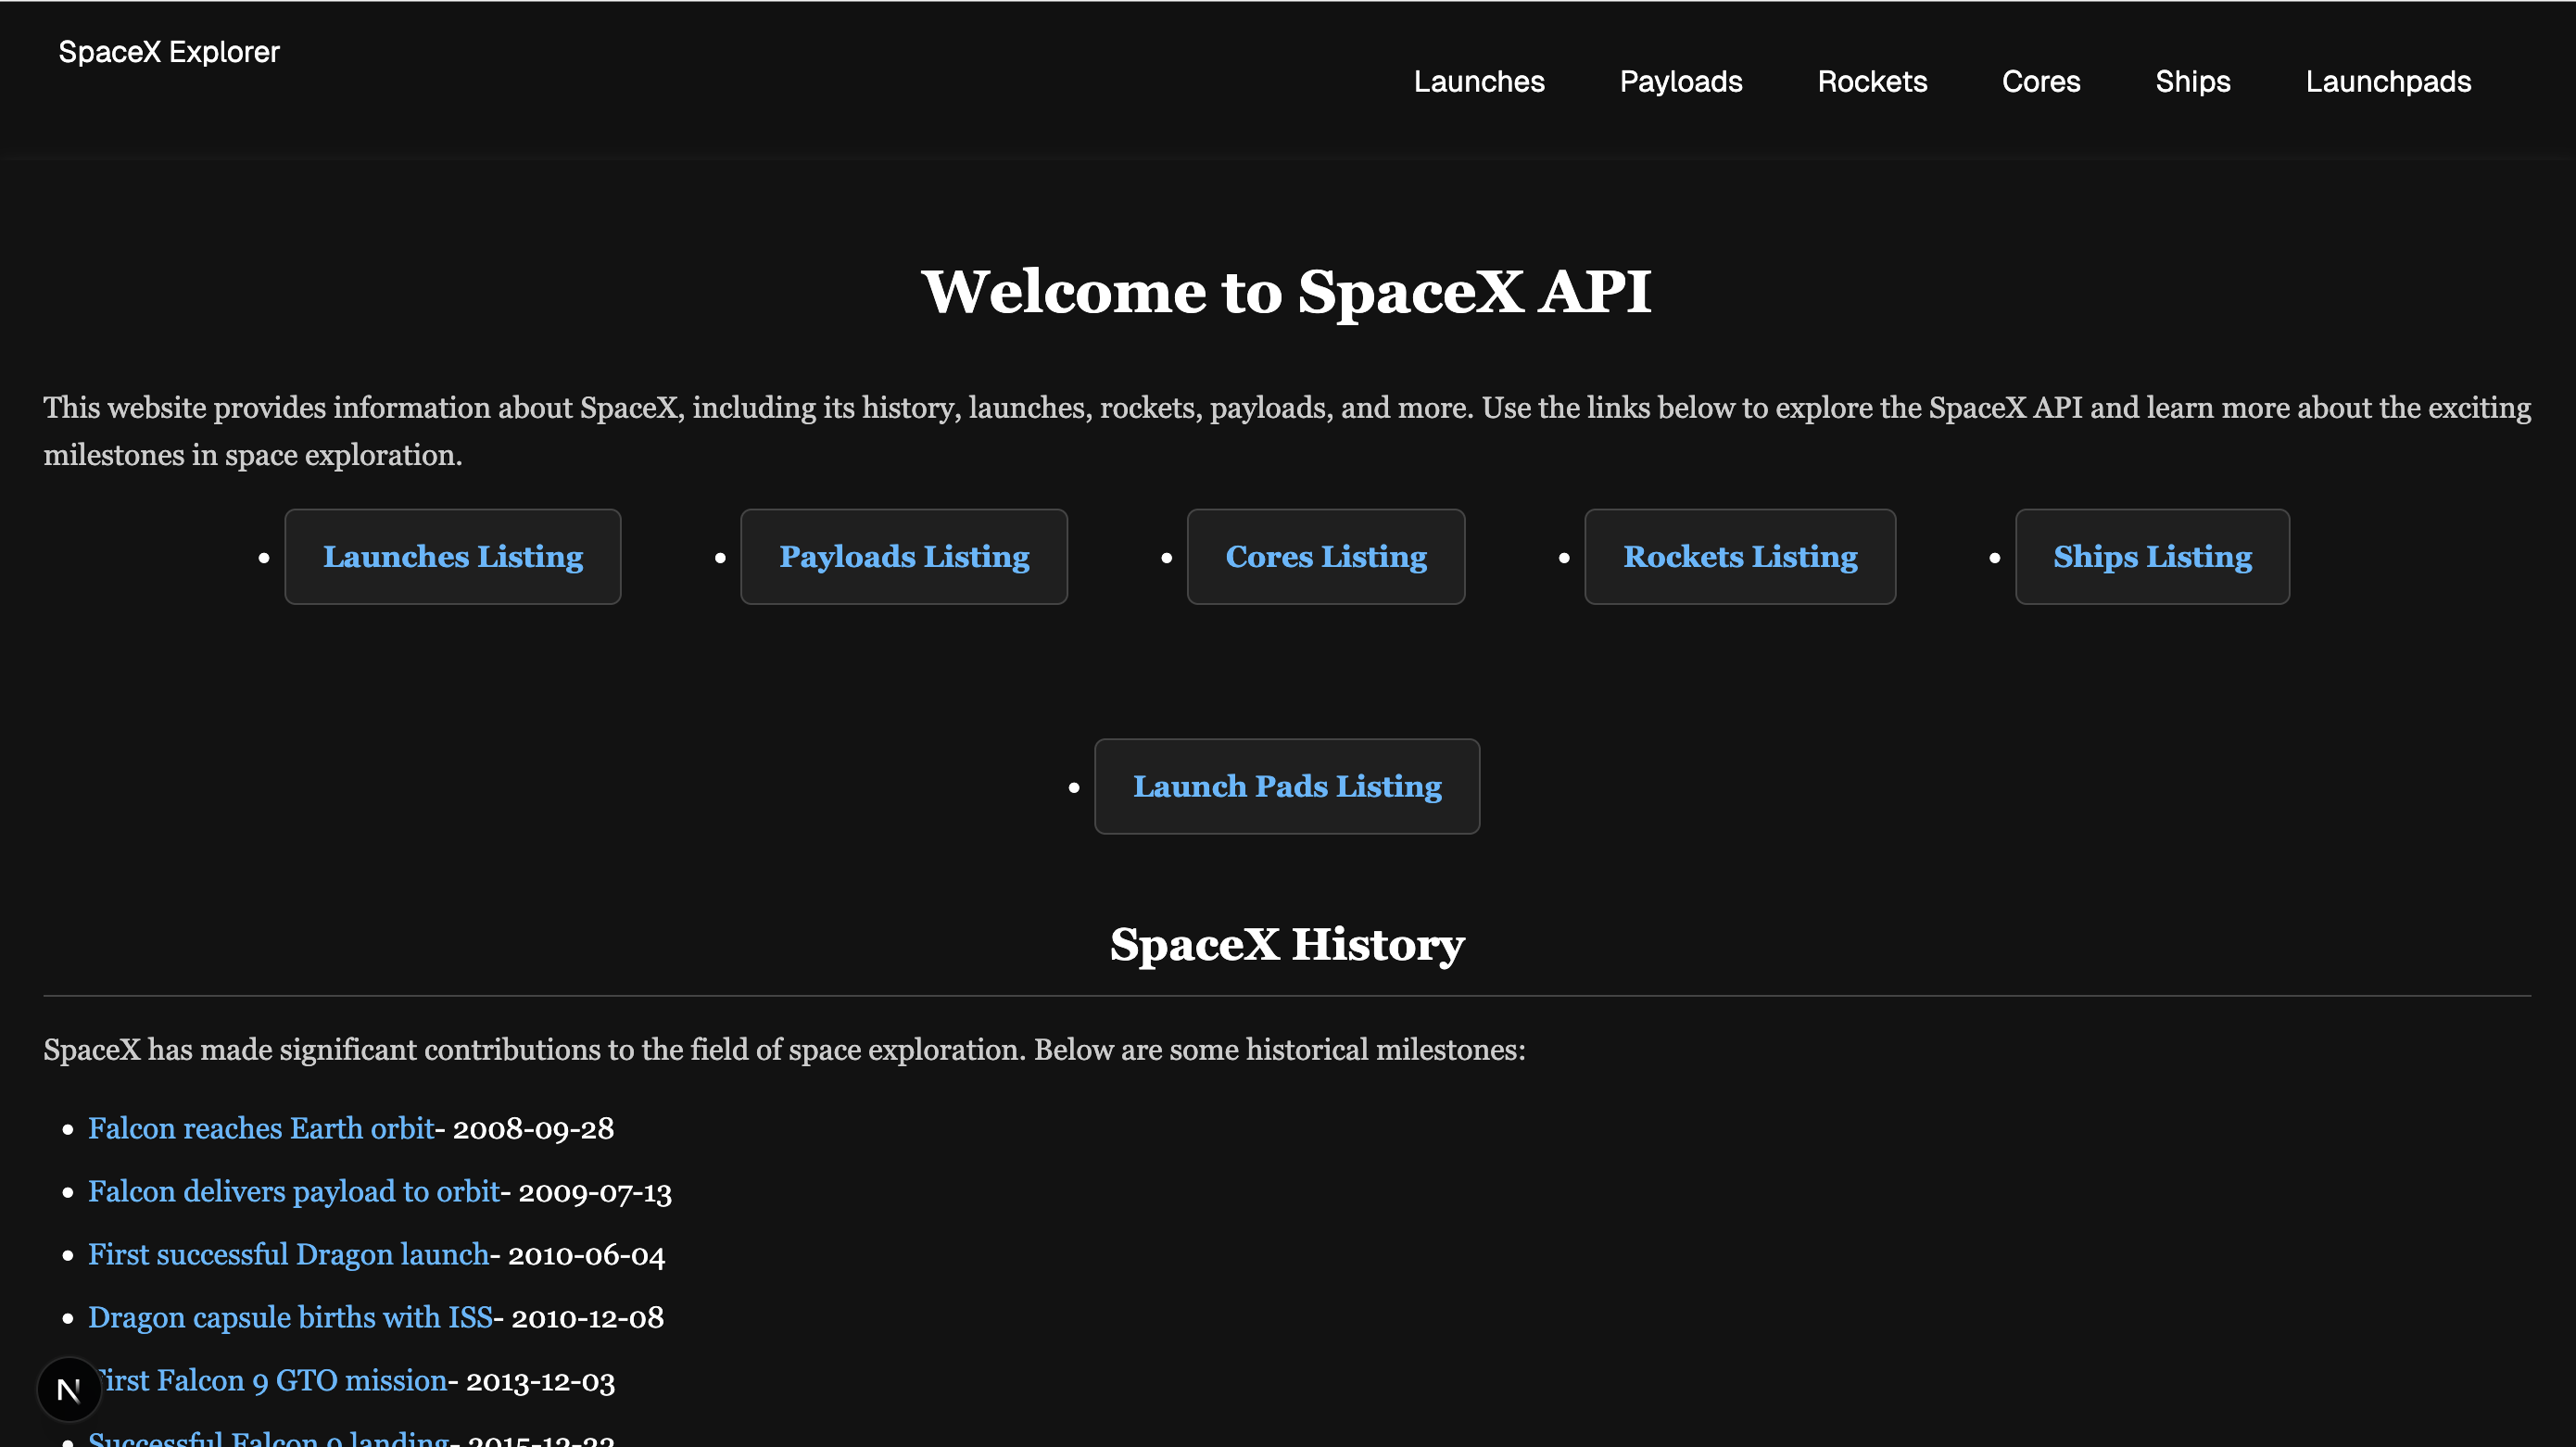 SpaceX Explorer
Launches Payloads Rockets Cores Ships Launchpads
Welcome to SpaceX API
This website provides information about SpaceX, including its history, launches, rockets, payloads, and more. Use the links below to explore the SpaceX API and learn more about the exciting
milestones in space exploration.
• Launches Listing • Payloads Listing • Cores Listing • Rockets Listing • Ships Listing
• Launch Pads Listing
SpaceX History
SpaceX has made significant contributions to the field of space exploration. Below are some historical milestones:
• Falcon reaches Earth orbit- 2008-09-28
• Falcon delivers payload to orbit- 2009-07-13
• First successful Dragon launch- 2010-06-04
• Dragon capsule births with ISS- 2010-12-08
N First Falcon 9 GTO mission- 2013-12-03
• Successful Falcon 9 landing- 2015-12-22